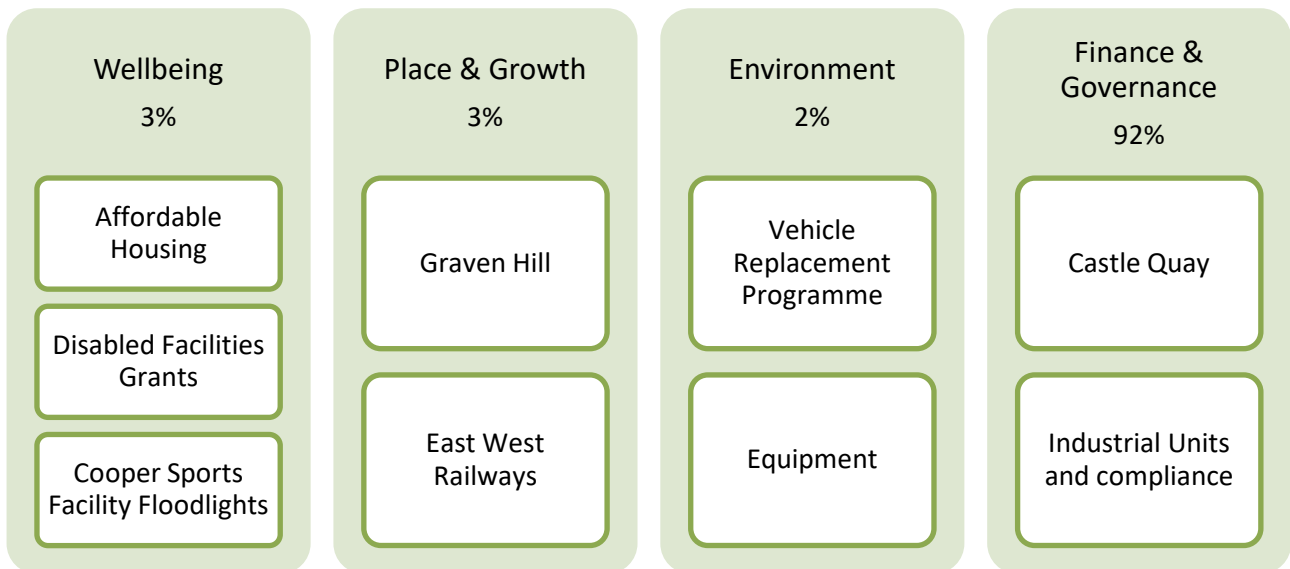 Wellbeing
3%
Affordable
Housing
Disabled Facilities
Grants
Cooper Sports
Facility Floodlights
Place & Growth
3%
Graven Hill
East West
Railways
Environment
2%
Vehicle
Replacement
Programme
Equipment
Finance &
Governance
92%
Castle Quay
Industrial Units
and compliance